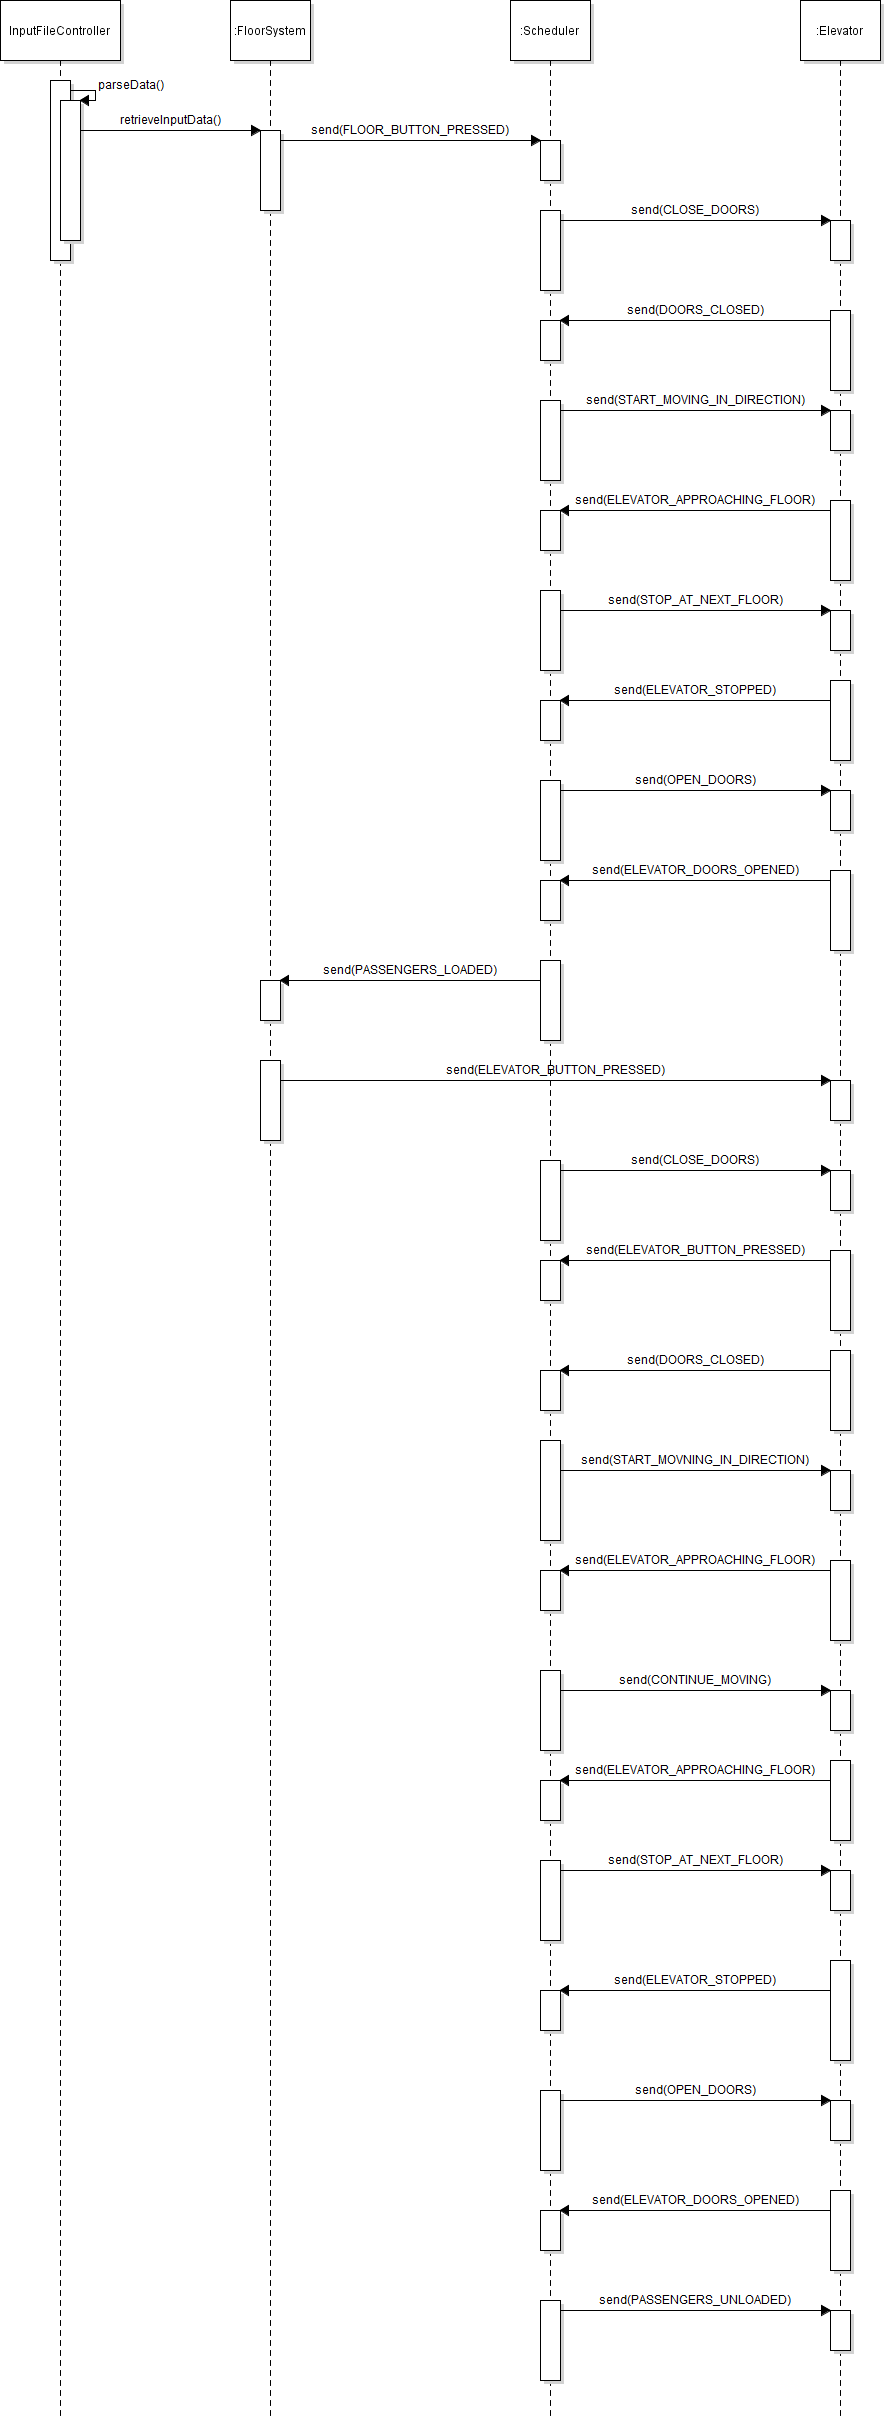 InputFileController
:FloorSystem
:Scheduler
:Elevator
parseData()
retrieveInputData()
send(FLOOR_BUTTON_PRESSED)
send(CLOSE_DOORS)
send(DOORS_CLOSED)
send(START_MOVING_IN_DIRECTION)
send(ELEVATOR_APPROACHING_FLOOR)
send(STOP_AT_NEXT_FLOOR)
send(ELEVATOR_STOPPED)
send(OPEN_DOORS)
send(ELEVATOR_DOORS_OPENED)
send(PASSENGERS_LOADED)
send(ELEVATOR_BUTTON_PRESSED)
send(CLOSE_DOORS)
send(ELEVATOR_BUTTON_PRESSED)
send(DOORS_CLOSED)
send(START_MOVNING_IN_DIRECTION)
send(ELEVATOR_APPROACHING_FLOOR)
send(CONTINUE_MOVING)
send(ELEVATOR_APPROACHING_FLOOR)
send(STOP_AT_NEXT_FLOOR)
send(ELEVATOR_STOPPED)
send(OPEN_DOORS)
send(ELEVATOR_DOORS_OPENED)
send(PASSENGERS_UNLOADED)